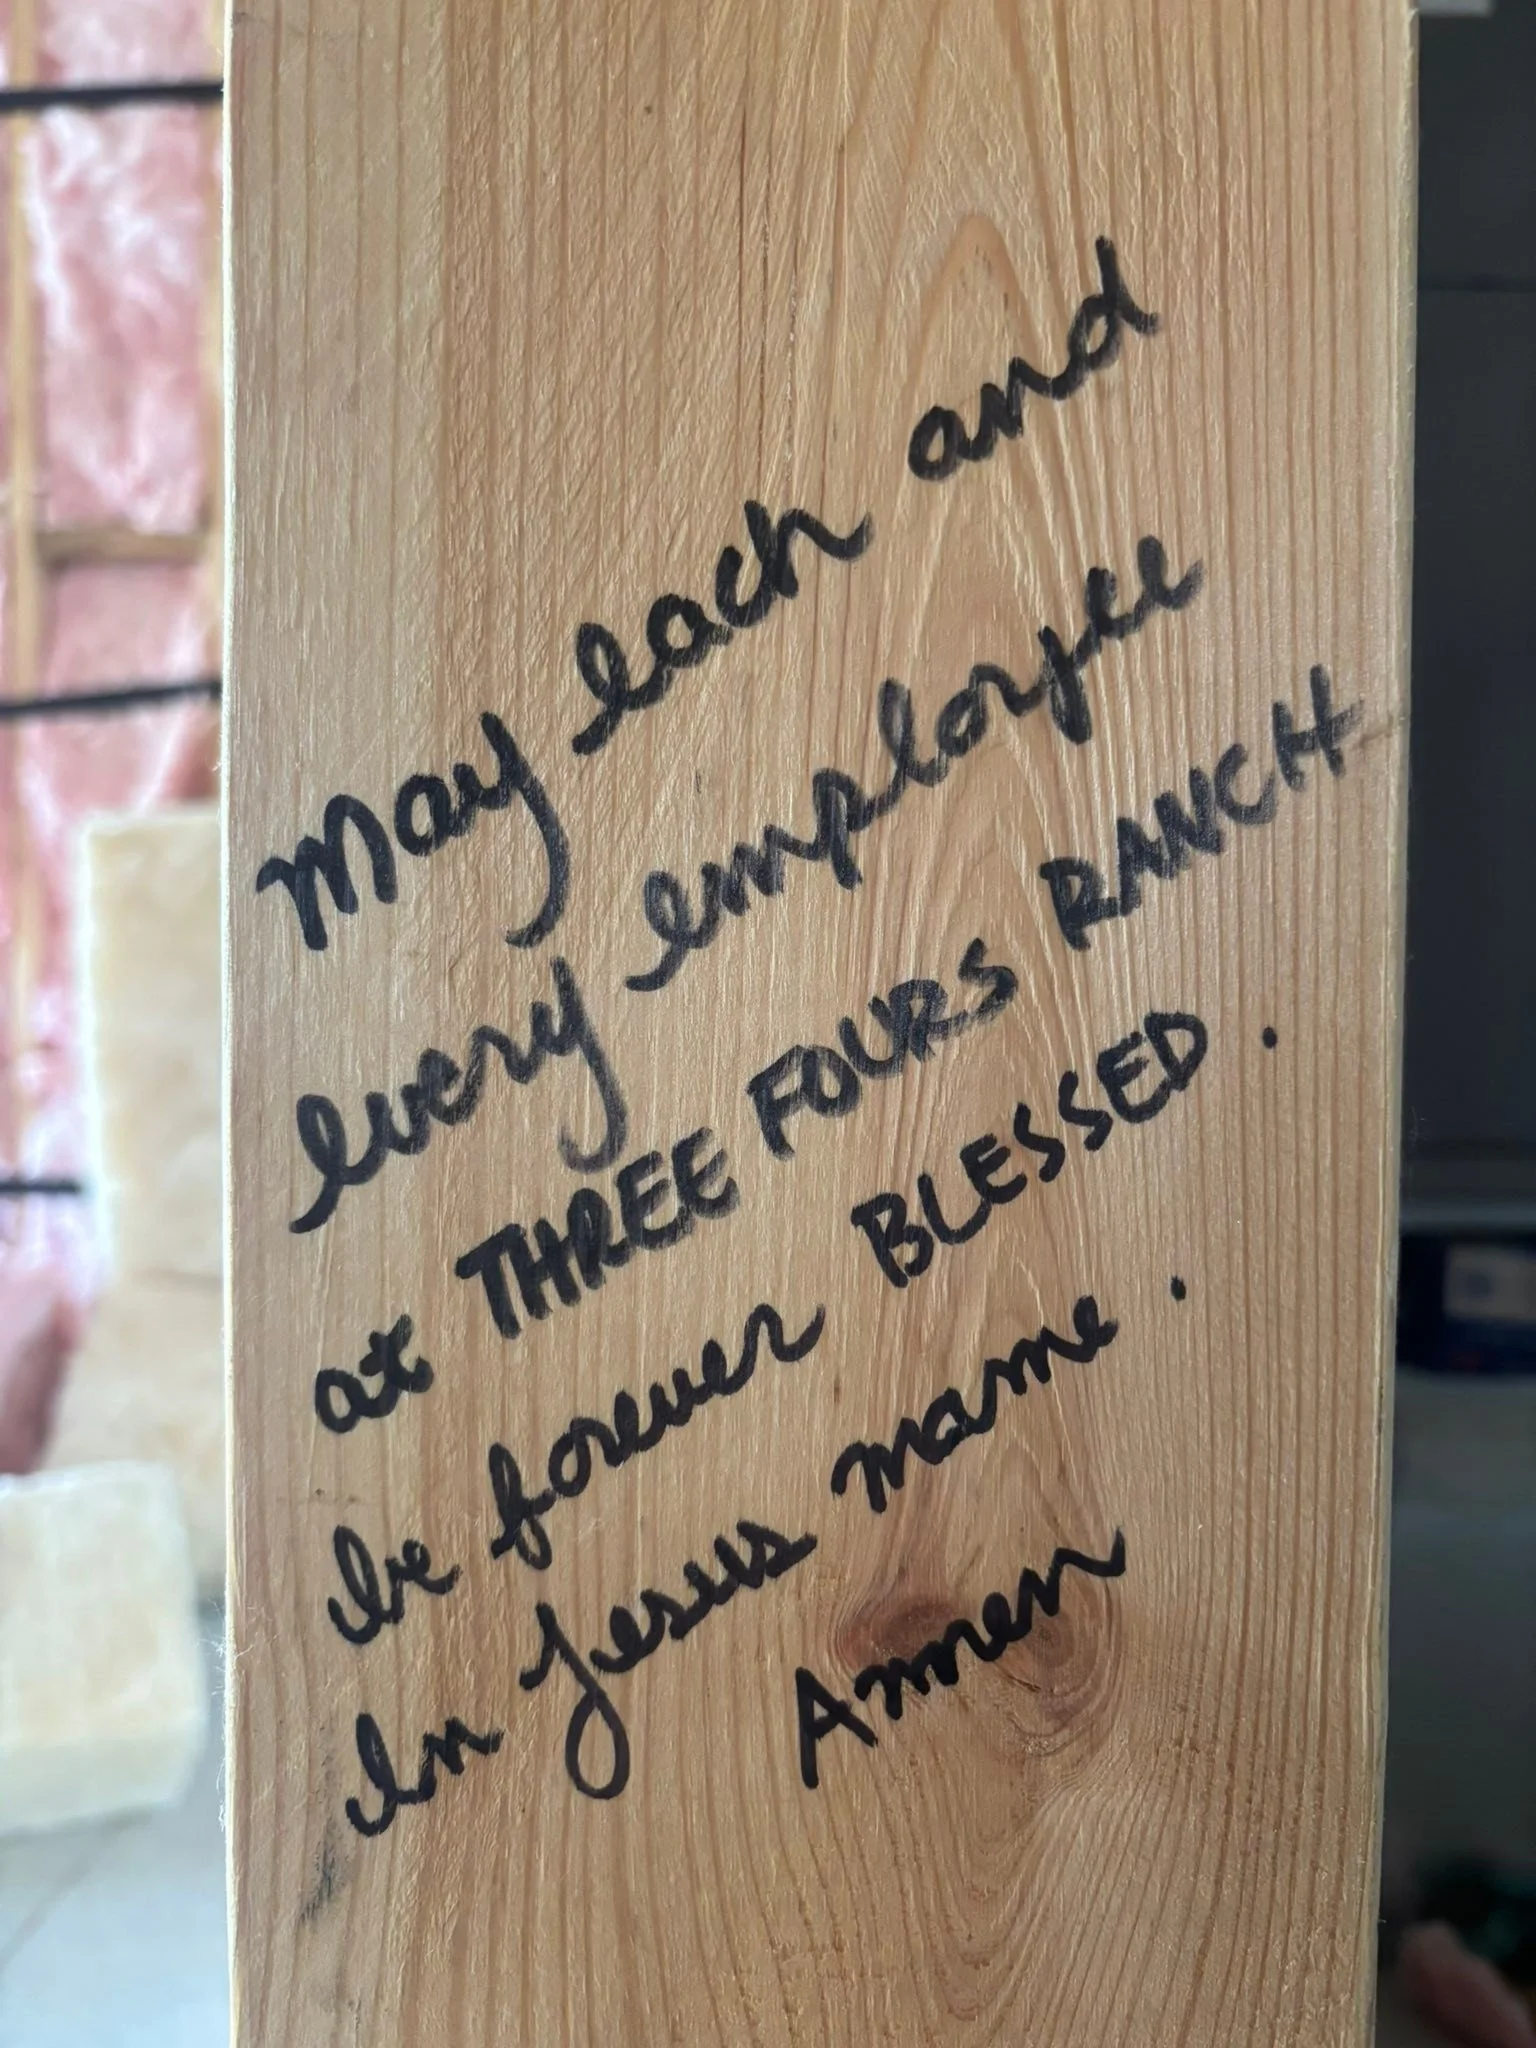 May each and
every employee
at THREE FOURS RANCH
be forever BLESSED.
In Jesus name.
Amen